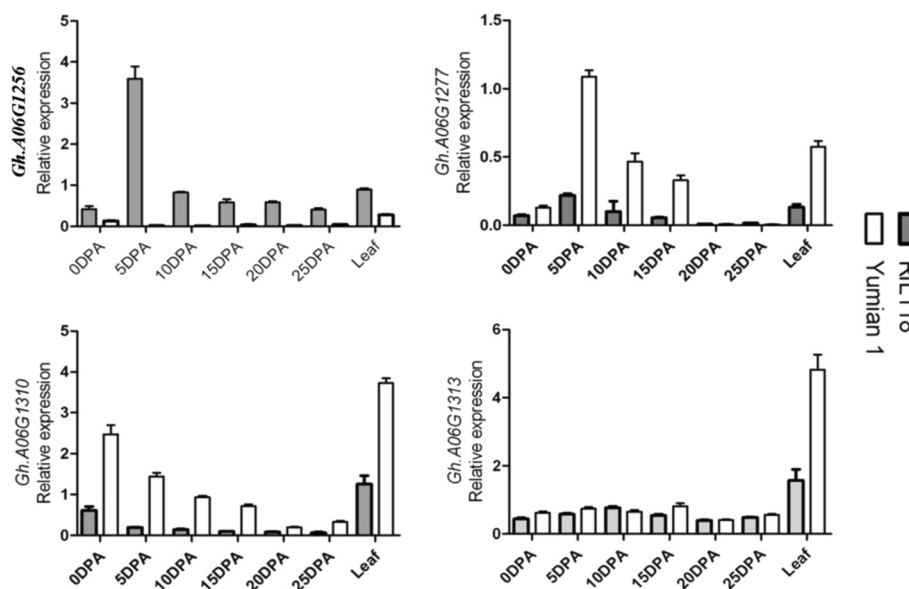 Gh.A06G1256
Relative expression
5
4
3
2
1
0
0DPA
5DPA
10DPA
15DPA
20DPA
25DPA
Leaf
Gh.A06G1277
Relative expression
1.5
1.0
0.5
0.0
0DPA
5DPA
10DPA
15DPA
20DPA
25DPA
Leaf
Yumian 1
Gh.A06G1310
Relative expression
5
4
3
2
1
0
0DPA
5DPA
10DPA
15DPA
20DPA
25DPA
Leaf
Gh.A06G1313
Relative expression
6
4
2
0
0DPA
5DPA
10DPA
15DPA
20DPA
25DPA
Leaf